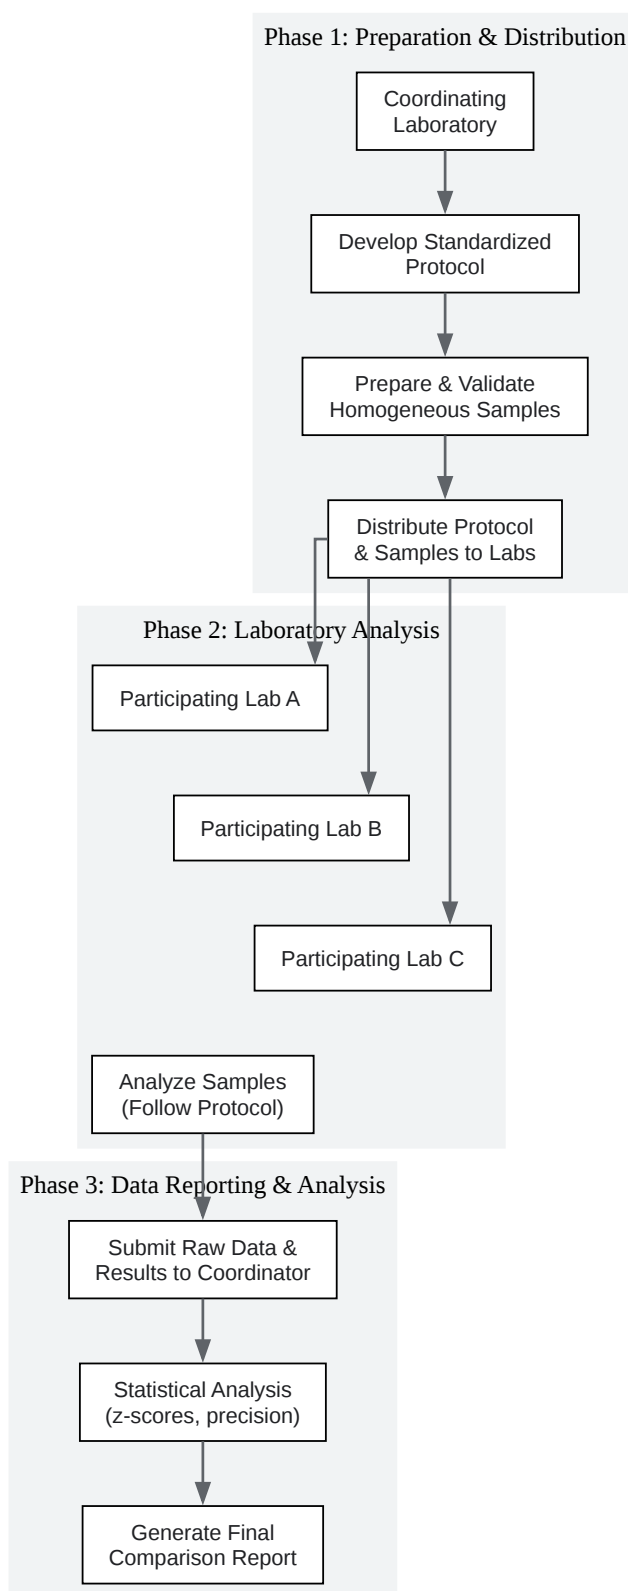 Phase 1: Preparation & Distribution
Coordinating
Laboratory
Develop Standardized
Protocol
Prepare & Validate
Homogeneous Samples
Distribute Protocol
& Samples to Labs
Phase 2: Laboratory Analysis
Participating Lab A
Participating Lab B
Participating Lab C
Analyze Samples
(Follow Protocol)
Phase 3: Data Reporting & Analysis
Submit Raw Data &
Results to Coordinator
Statistical Analysis
(z-scores, precision)
Generate Final
Comparison Report